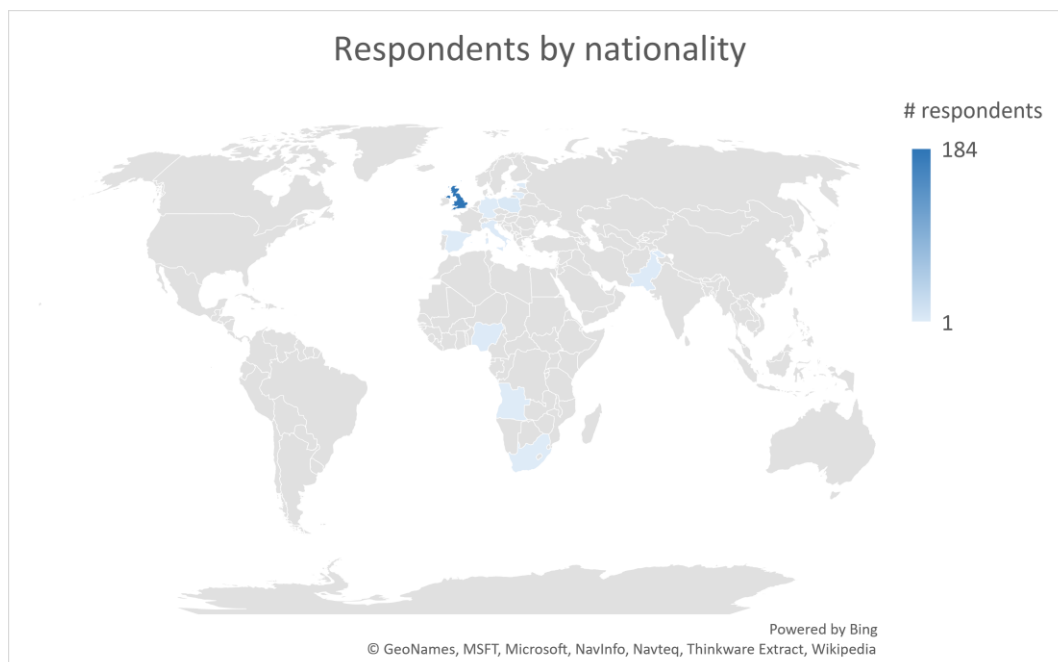 Respondents by nationality
# respondents
184
1
Powered by Bing
© GeoNames, MSFT, Microsoft, NavInfo, Navteq, Thinkware Extract, Wikipedia